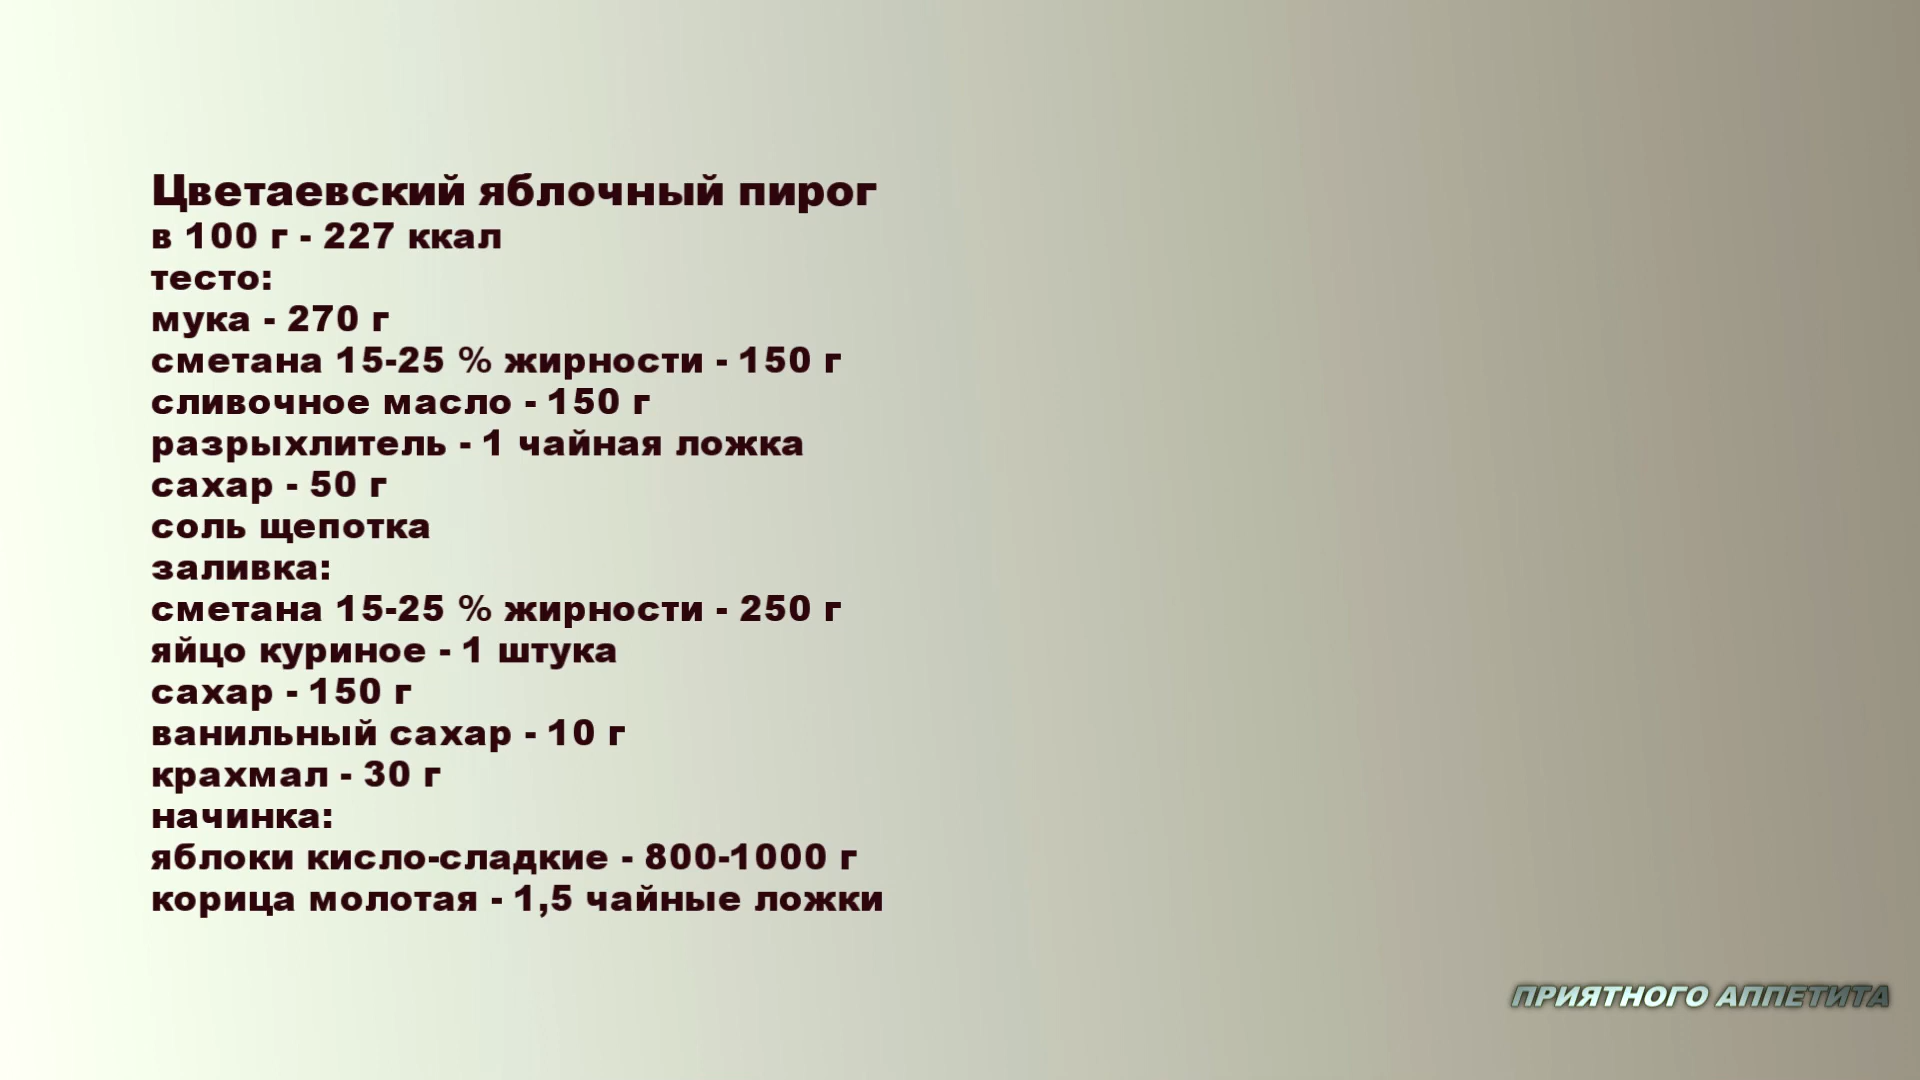 Цветаевский яблочный пирог
в 100 г - 227 ккал
тесто:
мука - 270 г
сметана 15-25 % жирности - 150 г
сливочное масло - 150 г
разрыхлитель - 1 чайная ложка
сахар - 50 г
соль щепотка
заливка:
сметана 15-25 % жирности - 250 г
яйцо куриное - 1 штука
сахар - 150 г
ванильный сахар - 10 г
крахмал - 30 г
начинка:
яблоки кисло-сладкие - 800-1000 г
корица молотая - 1,5 чайные ложки
ПРИЯТНОГО АППЕТИТА